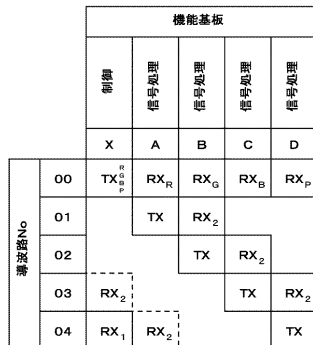 機能基板
制御 信号処理 信号処理 信号処理 信号処理
X A B C D
導波路No
00 TX R G B P RX R RX G RX B RX P
01 TX RX 2
02 TX RX 2
03 RX 2 TX RX 2
04 RX 1 RX 2 TX